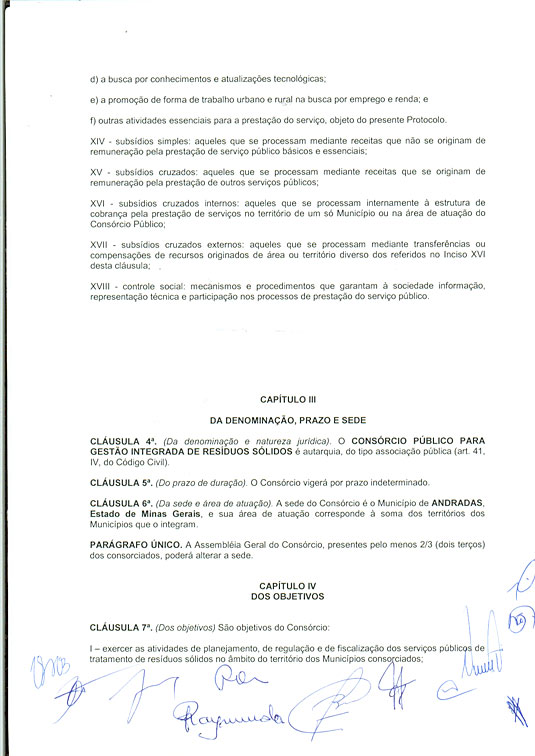 d) a busca por conhecimentos e atualizações tecnológicas;
e) a promoção de forma de trabalho urbano e rural na busca por emprego e renda; e
f) outras atividades essenciais para a prestação do serviço, objeto do presente Protocolo.
XIV - subsídios simples: aqueles que se processam mediante receitas que não se originam de
remuneração pela prestação de serviço público básicos e essenciais;
XV - subsídios cruzados: aqueles que se processam mediante receitas que se originam de
remuneração pela prestação de outros serviços públicos;
XVI - subsídios cruzados internos: aqueles que se processam internamente à estrutura de
cobrança pela prestação de serviços no território de um só Município ou na área de atuação do
Consórcio Público;
XVII - subsídios cruzados externos: aqueles que se processam mediante transferências ou
compensações de recursos originados de área ou território diverso dos referidos no Inciso XVI
desta cláusula;
XVIII - controle social: mecanismos e procedimentos que garantam à sociedade informação,
representação técnica e participação nos processos de prestação do serviço público.
CAPÍTULO III
DA DENOMINAÇÃO, PRAZO E SEDE
CLÁUSULA 4ª. (Da denominação e natureza jurídica). O CONSÓRCIO PÚBLICO PARA
GESTÃO INTEGRADA DE RESÍDUOS SÓLIDOS é autarquia, do tipo associação pública (art. 41,
IV, do Código Civil).
CLÁUSULA 5ª. (Do prazo de duração). O Consórcio vigerá por prazo indeterminado.
CLÁUSULA 6ª. (Da sede e área de atuação). A sede do Consórcio é o Município de ANDRADAS,
Estado de Minas Gerais, e sua área de atuação corresponde à soma dos territórios dos
Municípios que o integram.
PARÁGRAFO ÚNICO. A Assembléia Geral do Consórcio, presentes pelo menos 2/3 (dois terços)
dos consorciados, poderá alterar a sede.
CAPÍTULO IV
DOS OBJETIVOS
CLÁUSULA 7ª. (Dos objetivos) São objetivos do Consórcio:
I – exercer as atividades de planejamento, de regulação e de fiscalização dos serviços públicos de
tratamento de resíduos sólidos no âmbito do território dos Municípios consorciados;
Raymundo